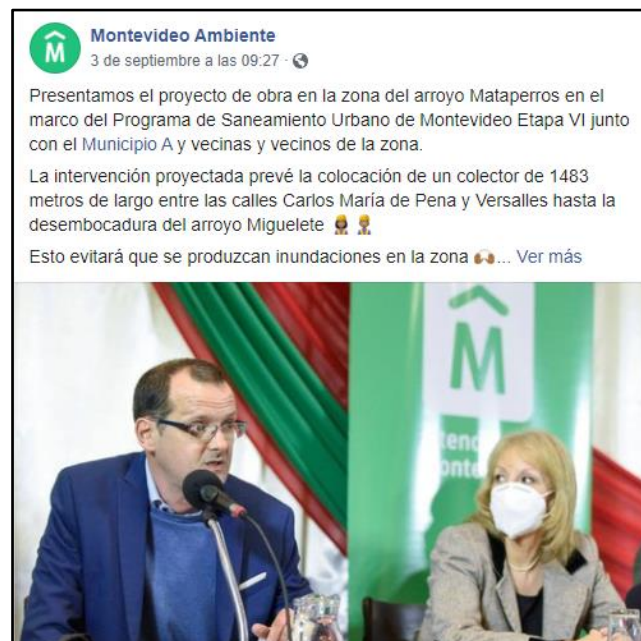 Montevideo Ambiente
3 de septiembre a las 09:27 ·
Presentamos el proyecto de obra en la zona del arroyo Mataperros en el
marco del Programa de Saneamiento Urbano de Montevideo Etapa VI junto
con el Municipio A y vecinas y vecinos de la zona.
La intervención proyectada prevé la colocación de un colector de 1483
metros de largo entre las calles Carlos María de Pena y Versalles hasta la
desembocadura del arroyo Miguelete
Esto evitará que se produzcan inundaciones en la zona ... Ver más
M